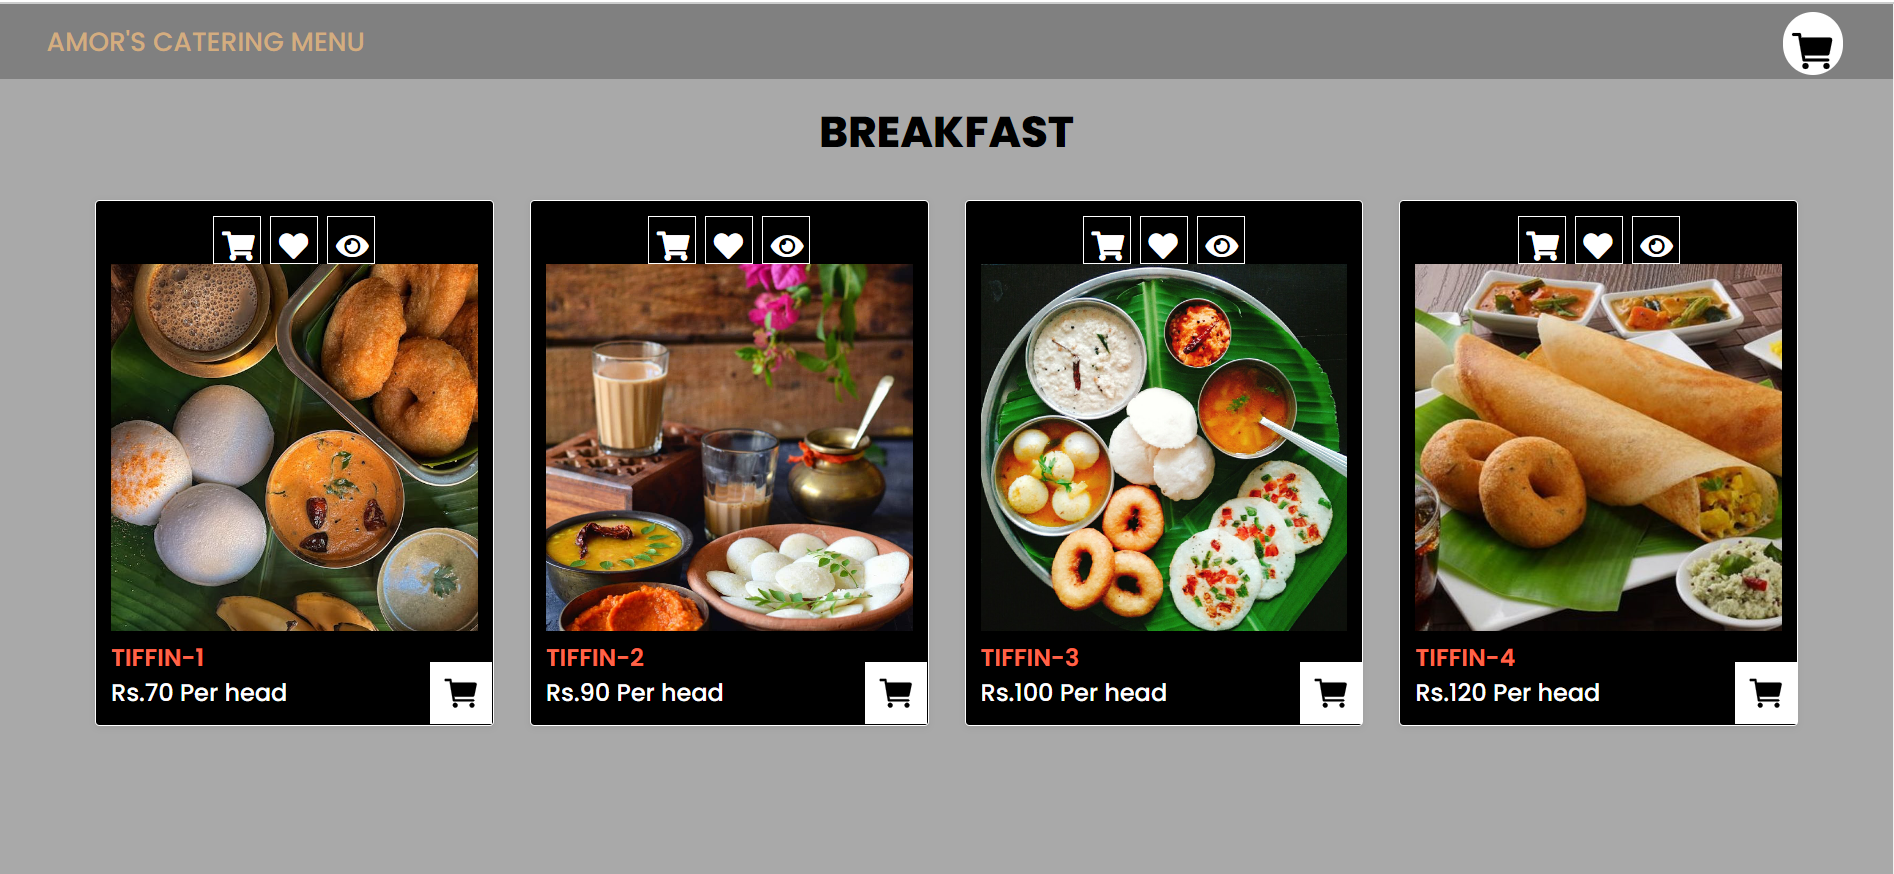 AMOR'S CATERING MENU
BREAKFAST
TIFFIN-1
Rs.70 Per head
TIFFIN-2
Rs.90 Per head
TIFFIN-3
Rs.100 Per head
TIFFIN-4
Rs.120 Per head